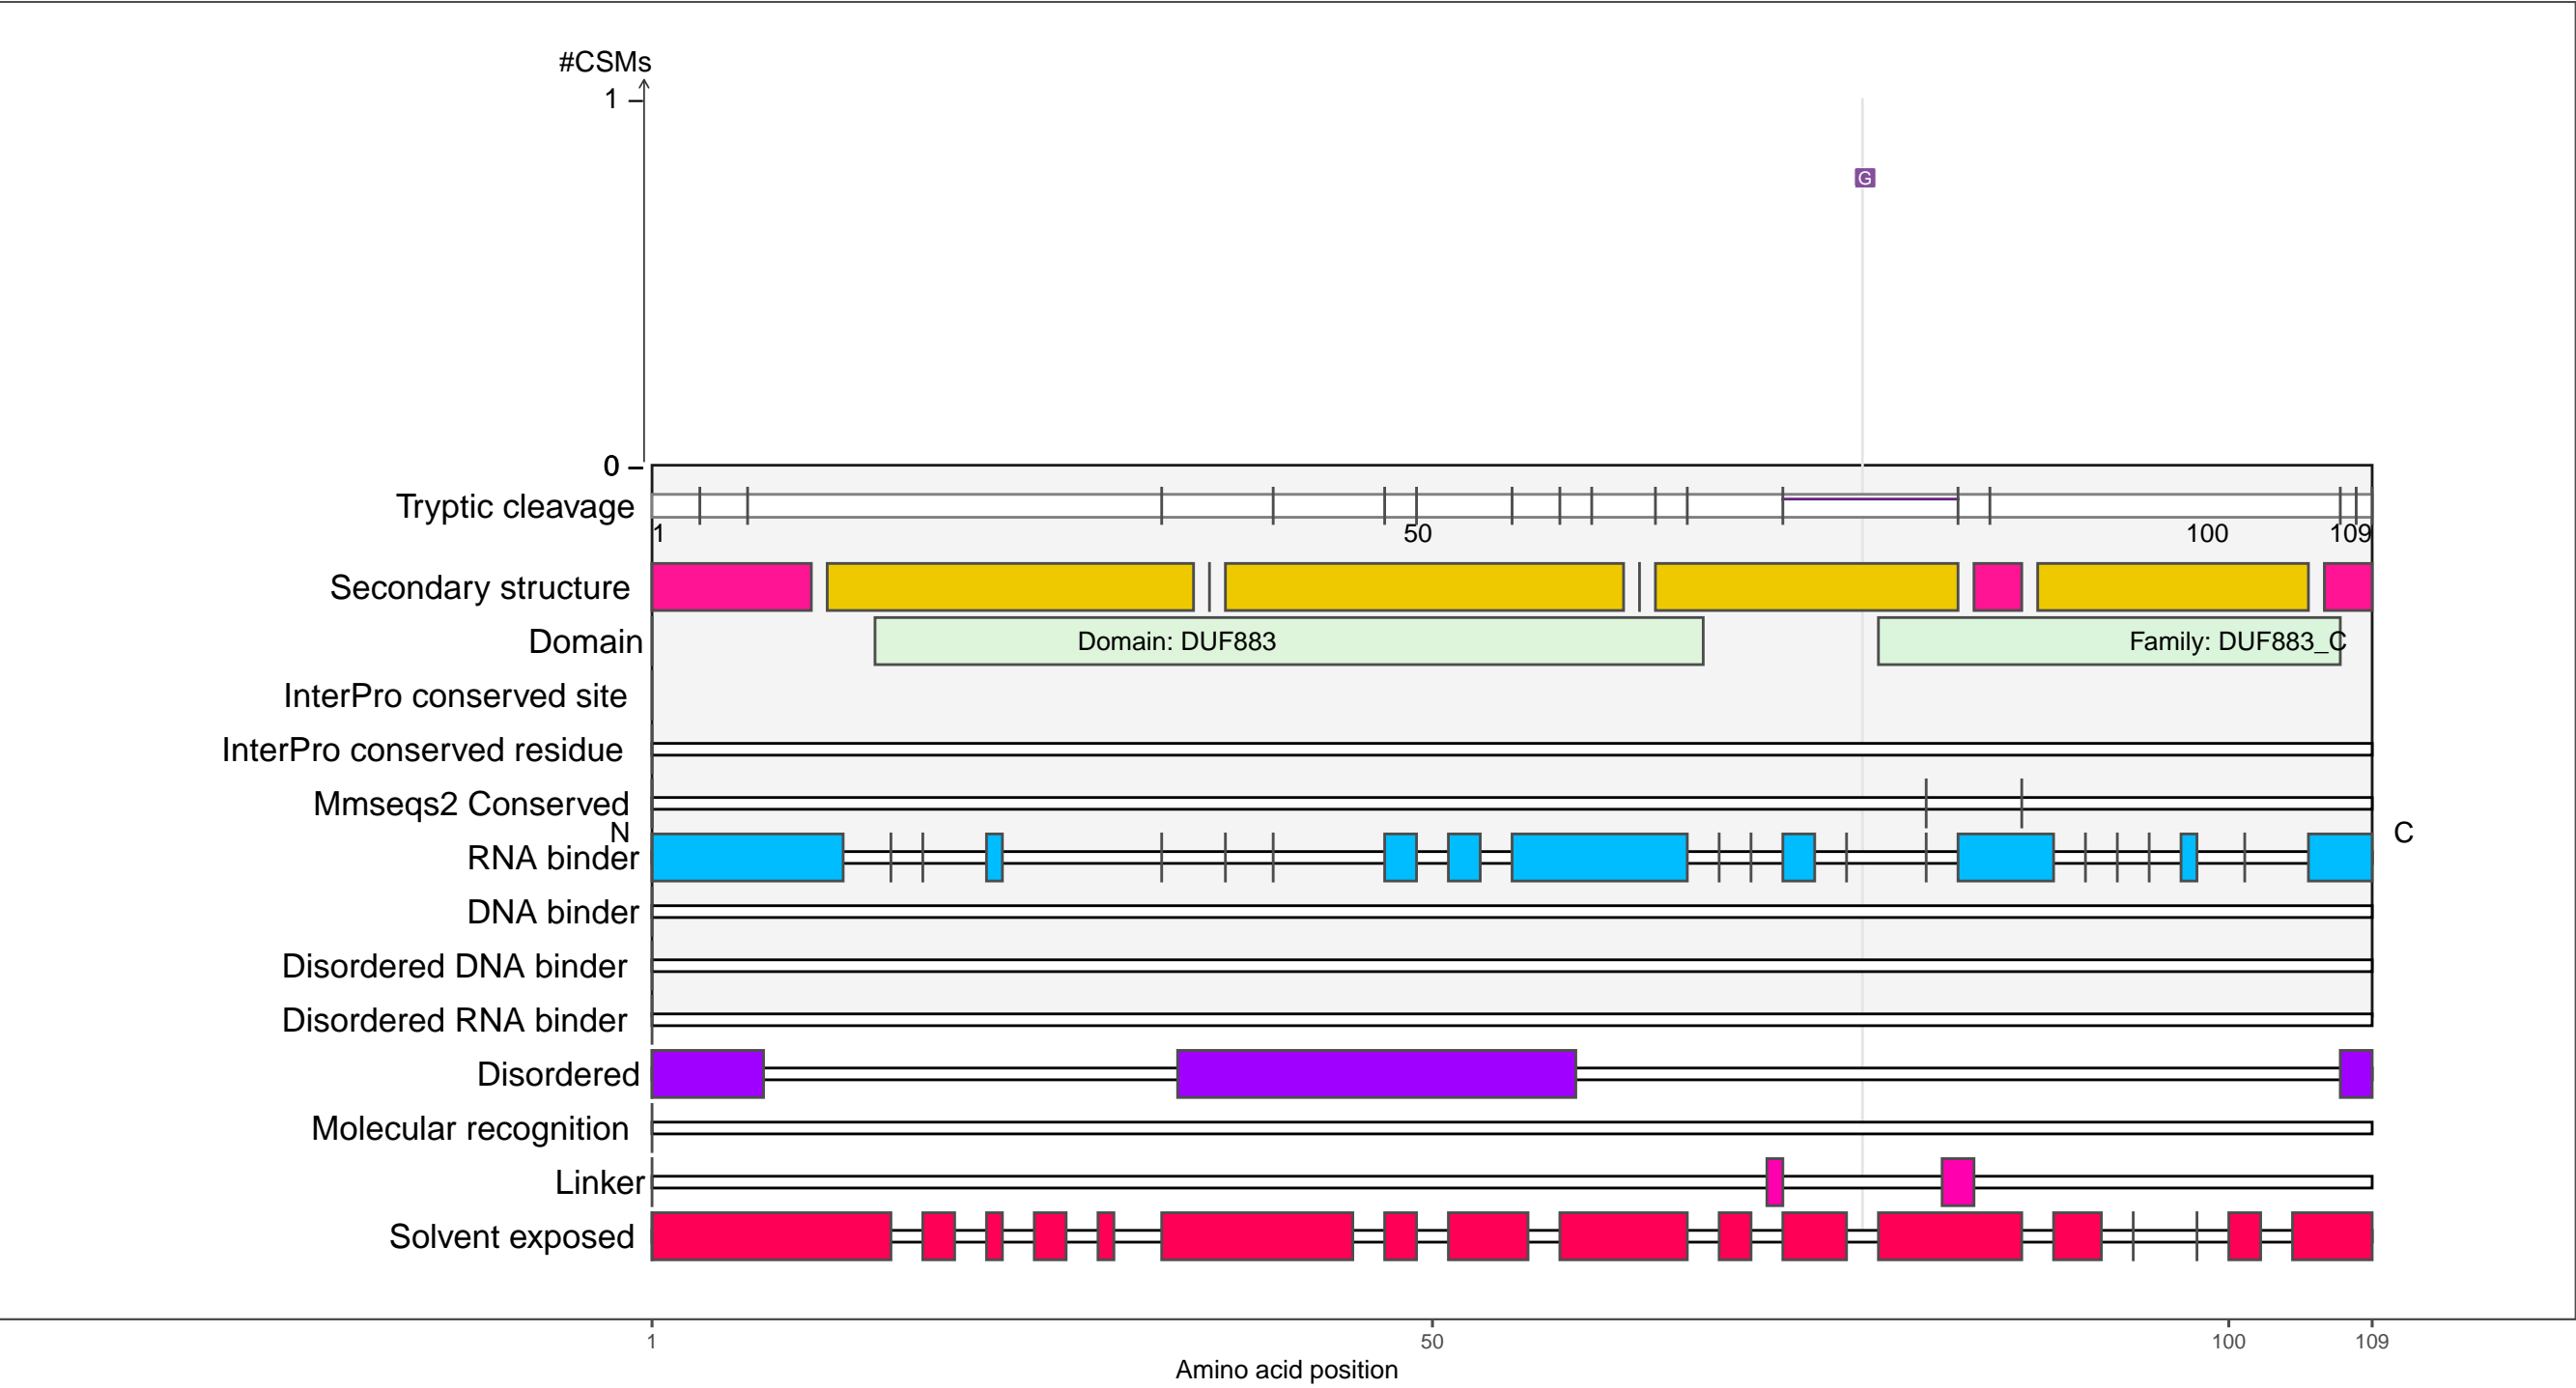 #CSMs
1
G
0
Tryptic cleavage
1 50 100 109
Secondary structure
Domain
Domain: DUF883
Family: DUF883_C
InterPro conserved site
InterPro conserved residue
Mmseqs2 Conserved
N
C
RNA binder
DNA binder
Disordered DNA binder
Disordered RNA binder
Disordered
Molecular recognition
Linker
Solvent exposed
1 50 100 109
Amino acid position